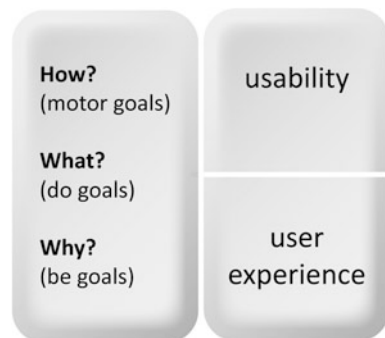 How?
(motor goals)
What?
(do goals)
Why?
(be goals)
usability
user
experience